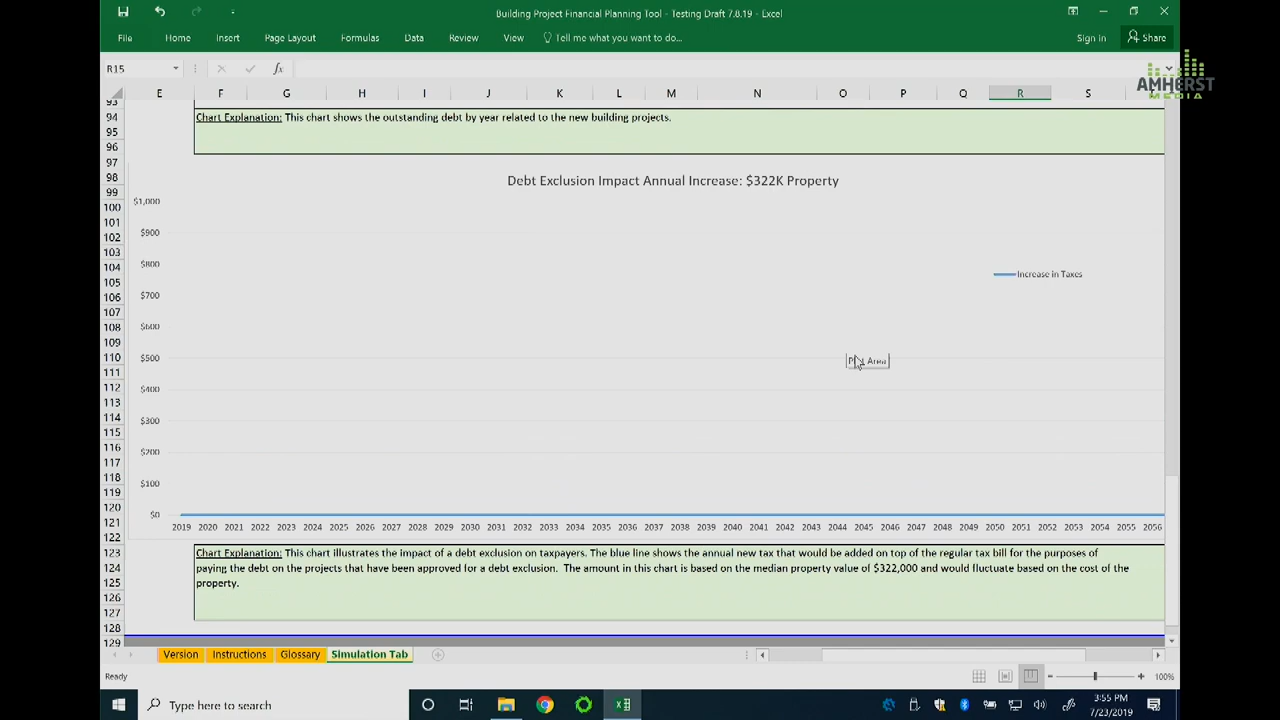 Building Project Financial Planning Tool - Testing Draft 7.8.19 - Excel
File Home Insert Page Layout Formulas Data Review View Tell me what you want to do... Sign in Share
R15 fx
AMHERST MEDIA
E F G H I J K L M N O P Q R S
93
94 Chart Explanation: This chart shows the outstanding debt by year related to the new building projects.
95
96
97
98 Debt Exclusion Impact Annual Increase: $322K Property
99
100 $1,000
101
102 $900
103
104 $800
Increase in Taxes
105
106 $700
107
108 $600
109
110 $500
Area
111
112 $400
113
114 $300
115
116 $200
117
118 $100
119
120 $0
121 2019 2020 2021 2022 2023 2024 2025 2026 2027 2028 2029 2030 2031 2032 2033 2034 2035 2036 2037 2038 2039 2040 2041 2042 2043 2044 2045 2046 2047 2048 2049 2050 2051 2052 2053 2054 2055 2056
122
123 Chart Explanation: This chart illustrates the impact of a debt exclusion on taxpayers. The blue line shows the annual new tax that would be added on top of the regular tax bill for the purposes of
124 paying the debt on the projects that have been approved for a debt exclusion. The amount in this chart is based on the median property value of $322,000 and would fluctuate based on the cost of the
125 property.
126
127
128
129
Version Instructions Glossary Simulation Tab
Ready 100%
Type here to search 3:55 PM
7/23/2019